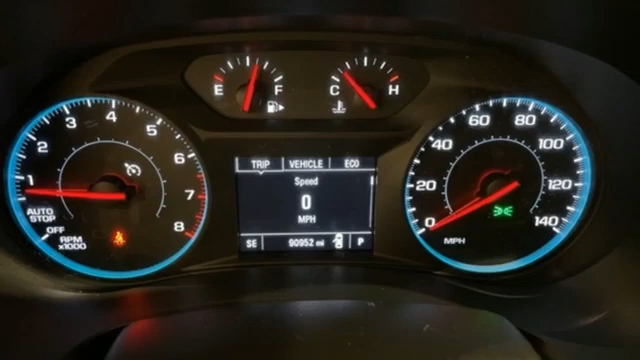 E F
C H
1 2 3 4 5 6 7 8
AUTO
STOP
OFF
RPM
x1000
TRIP VEHICLE ECO
Speed
0
MPH
SE 90952 mi P
0 20 40 60 80 100 120 140
MPH